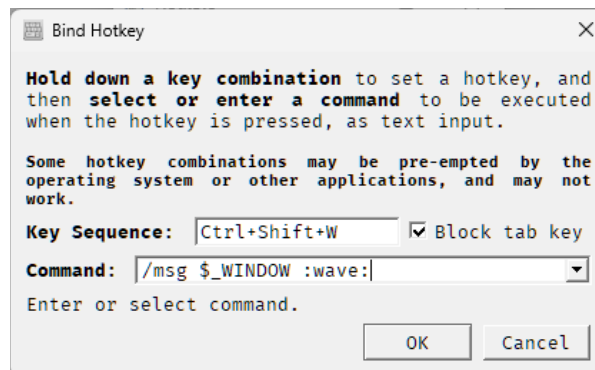 Bind Hotkey
Hold down a key combination to set a hotkey, and
then select or enter a command to be executed
when the hotkey is pressed, as text input.
Some hotkey combinations may be pre-empted by the
operating system or other applications, and may not
work.
Key Sequence: Ctrl+Shift+W Block tab key
Command: /msg $_WINDOW :wave:
Enter or select command.
OK Cancel